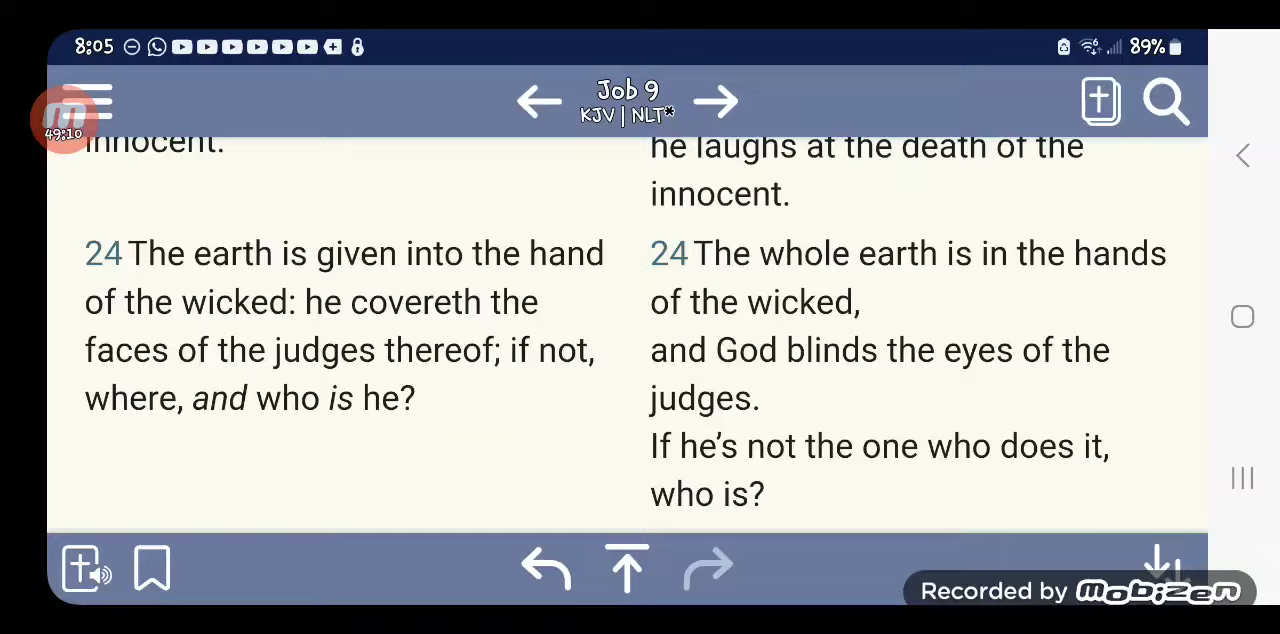 8:05 89%
49:10
Job 9
KJV | NLT*
innocent.
24 The earth is given into the hand
of the wicked: he covereth the
faces of the judges thereof; if not,
where, and who is he?
he laughs at the death of the
innocent.
24 The whole earth is in the hands
of the wicked,
and God blinds the eyes of the
judges.
If he's not the one who does it,
who is?
Recorded by Mobizen